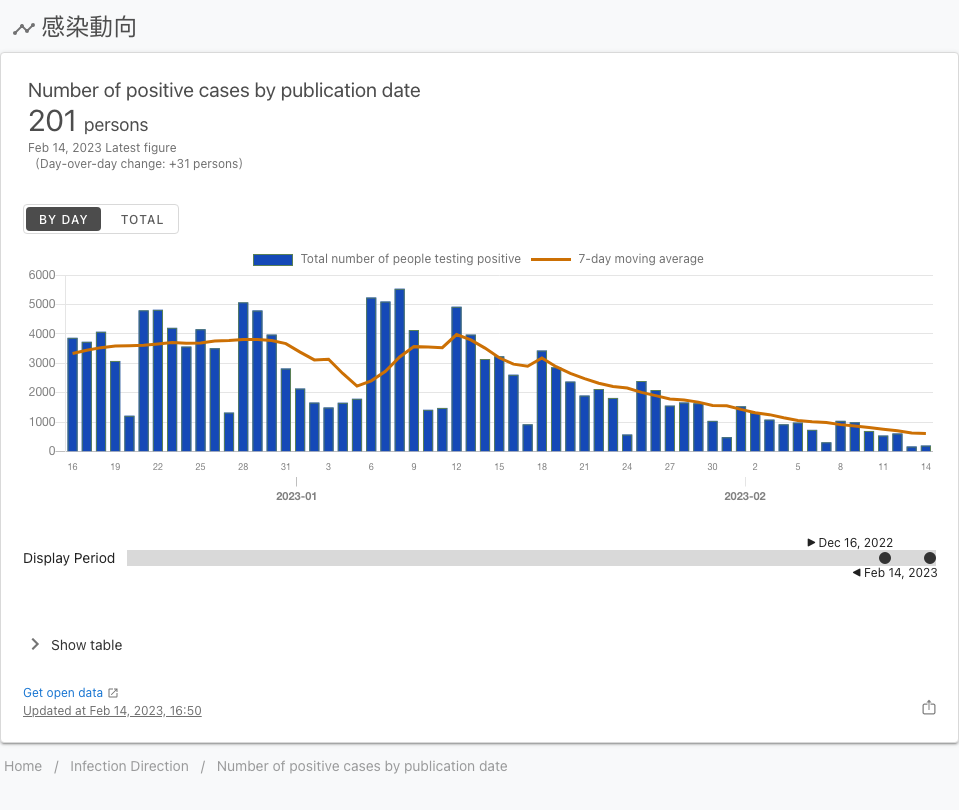 感染動向
Number of positive cases by publication date
201 persons
Feb 14, 2023 Latest figure
(Day-over-day change: +31 persons)
BY DAY TOTAL
Total number of people testing positive 7-day moving average
6000
5000
4000
3000
2000
1000
0
16 19 22 25 28 31 3 6 9 12 15 18 21 24 27 30 2 5 8 11 14
2023-01 2023-02
Dec 16, 2022
Display Period
Feb 14, 2023
Show table
Get open data
Updated at Feb 14, 2023, 16:50
Home / Infection Direction / Number of positive cases by publication date